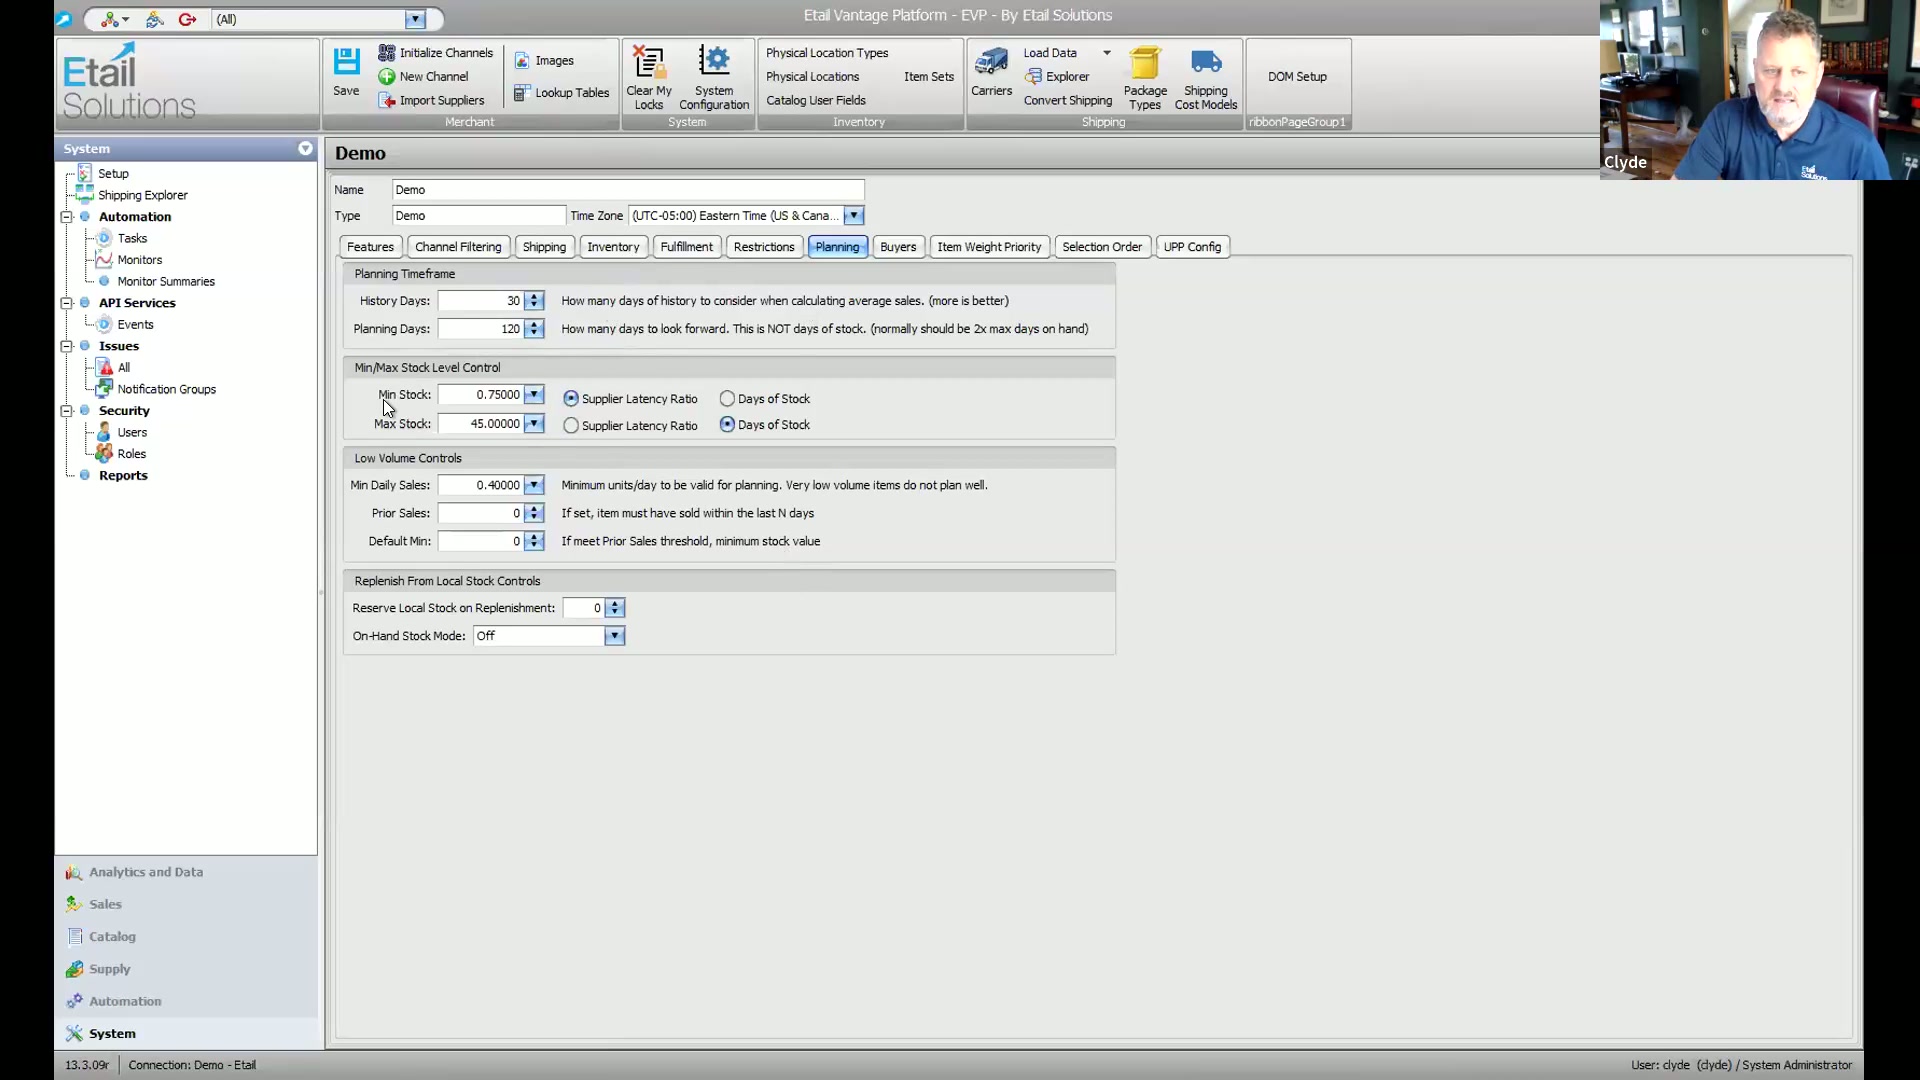 (All)
Etail Vantage Platform - EVP - By Etail Solutions
Etail
Solutions
Save
Initialize Channels
New Channel
Import Suppliers
Images
Lookup Tables
Merchant
Clear My
Locks
System
Configuration
System
Physical Location Types
Physical Locations
Catalog User Fields
Item Sets
Inventory
Carriers
Load Data
Explorer
Convert Shipping
Package
Types
Shipping
Cost Models
Shipping
DOM Setup
ribbonPageGroup1
Clyde
Etail
Solutions
System
Setup
Shipping Explorer
Automation
Tasks
Monitors
Monitor Summaries
API Services
Events
Issues
All
Notification Groups
Security
Users
Roles
Reports
Analytics and Data
Sales
Catalog
Supply
Automation
System
Demo
Name Demo
Type Demo Time Zone (UTC-05:00) Eastern Time (US & Cana...
Features Channel Filtering Shipping Inventory Fulfillment Restrictions Planning Buyers Item Weight Priority Selection Order UPP Config
Planning Timeframe
History Days: 30 How many days of history to consider when calculating average sales. (more is better)
Planning Days: 120 How many days to look forward. This is NOT days of stock. (normally should be 2x max days on hand)
Min/Max Stock Level Control
Min Stock: 0.75000 Supplier Latency Ratio Days of Stock
Max Stock: 45.00000 Supplier Latency Ratio Days of Stock
Low Volume Controls
Min Daily Sales: 0.40000 Minimum units/day to be valid for planning. Very low volume items do not plan well.
Prior Sales: 0 If set, item must have sold within the last N days
Default Min: 0 If meet Prior Sales threshold, minimum stock value
Replenish From Local Stock Controls
Reserve Local Stock on Replenishment: 0
On-Hand Stock Mode: Off
13.3.09r Connection: Demo - Etail
User: clyde (clyde) / System Administrator